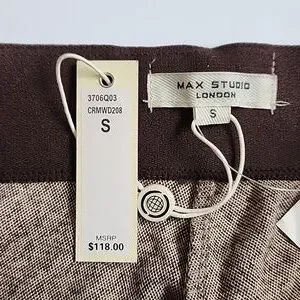 3706Q03
CRMWD208
S
MSRP
$118.00
MAX STUDIO
LONDON
S